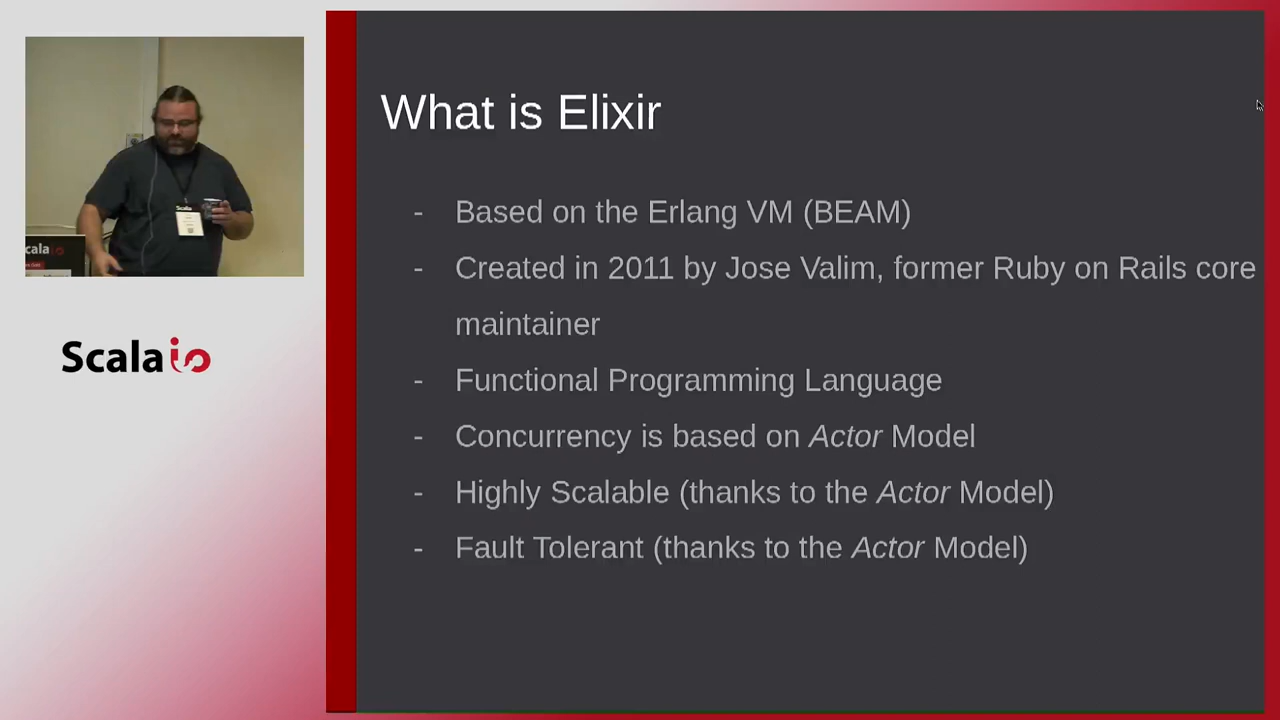 What is Elixir
- Based on the Erlang VM (BEAM)
- Created in 2011 by Jose Valim, former Ruby on Rails core
maintainer
- Functional Programming Language
- Concurrency is based on Actor Model
- Highly Scalable (thanks to the Actor Model)
- Fault Tolerant (thanks to the Actor Model)
Scala
cala
Scala io